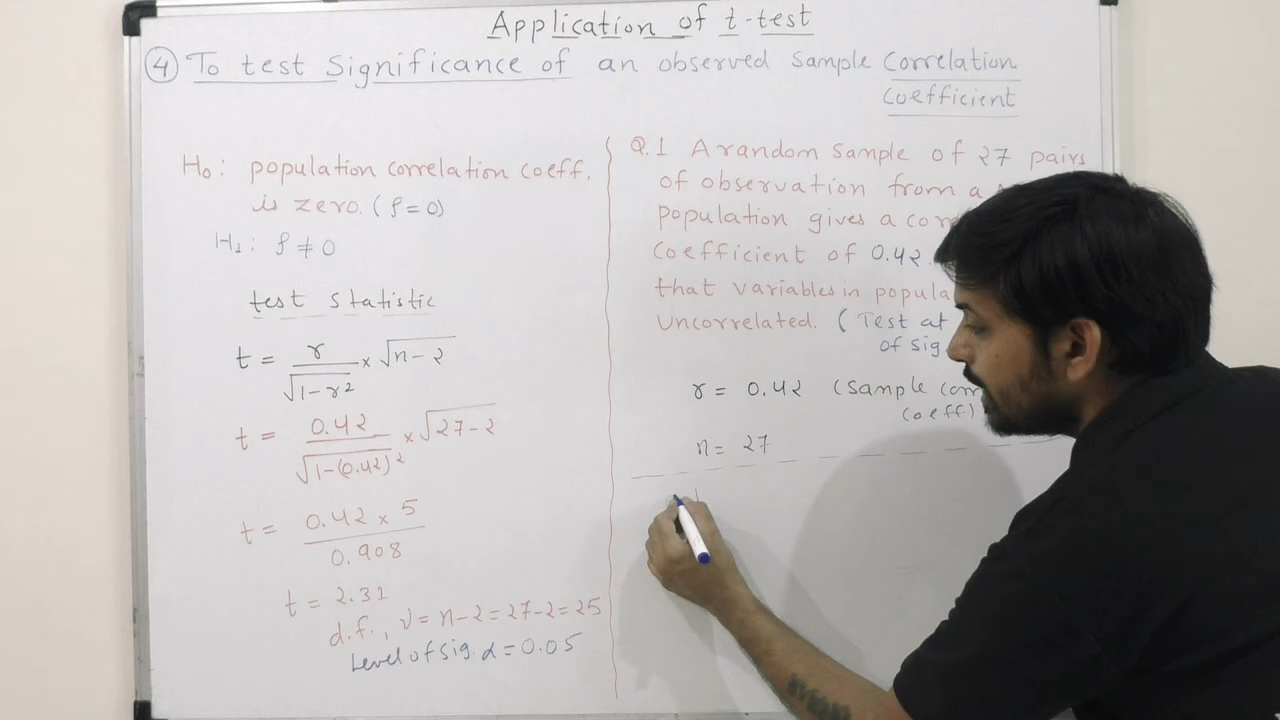 Application of t-test
④ To test Significance of an observed Sample Correlation
Coefficient
H₀: population correlation coeff.
is zero. (ρ=0)
H₁: ρ ≠ 0
test statistic
t = r/√(1-r²) × √(n-2)
t = 0.42/√(1-(0.42)²) × √(27-2)
t = 0.42 × 5 / 0.908
t = 2.31
d.f., ν = n-2 = 27-2 = 25
Level of sig. α = 0.05
Q.1 A random Sample of 27 pairs
of observation from a
population gives a
Coefficient of 0.42
that variables in
Uncorrelated. (Test at
of
r = 0.42 (Sample
Coeff)
n = 27